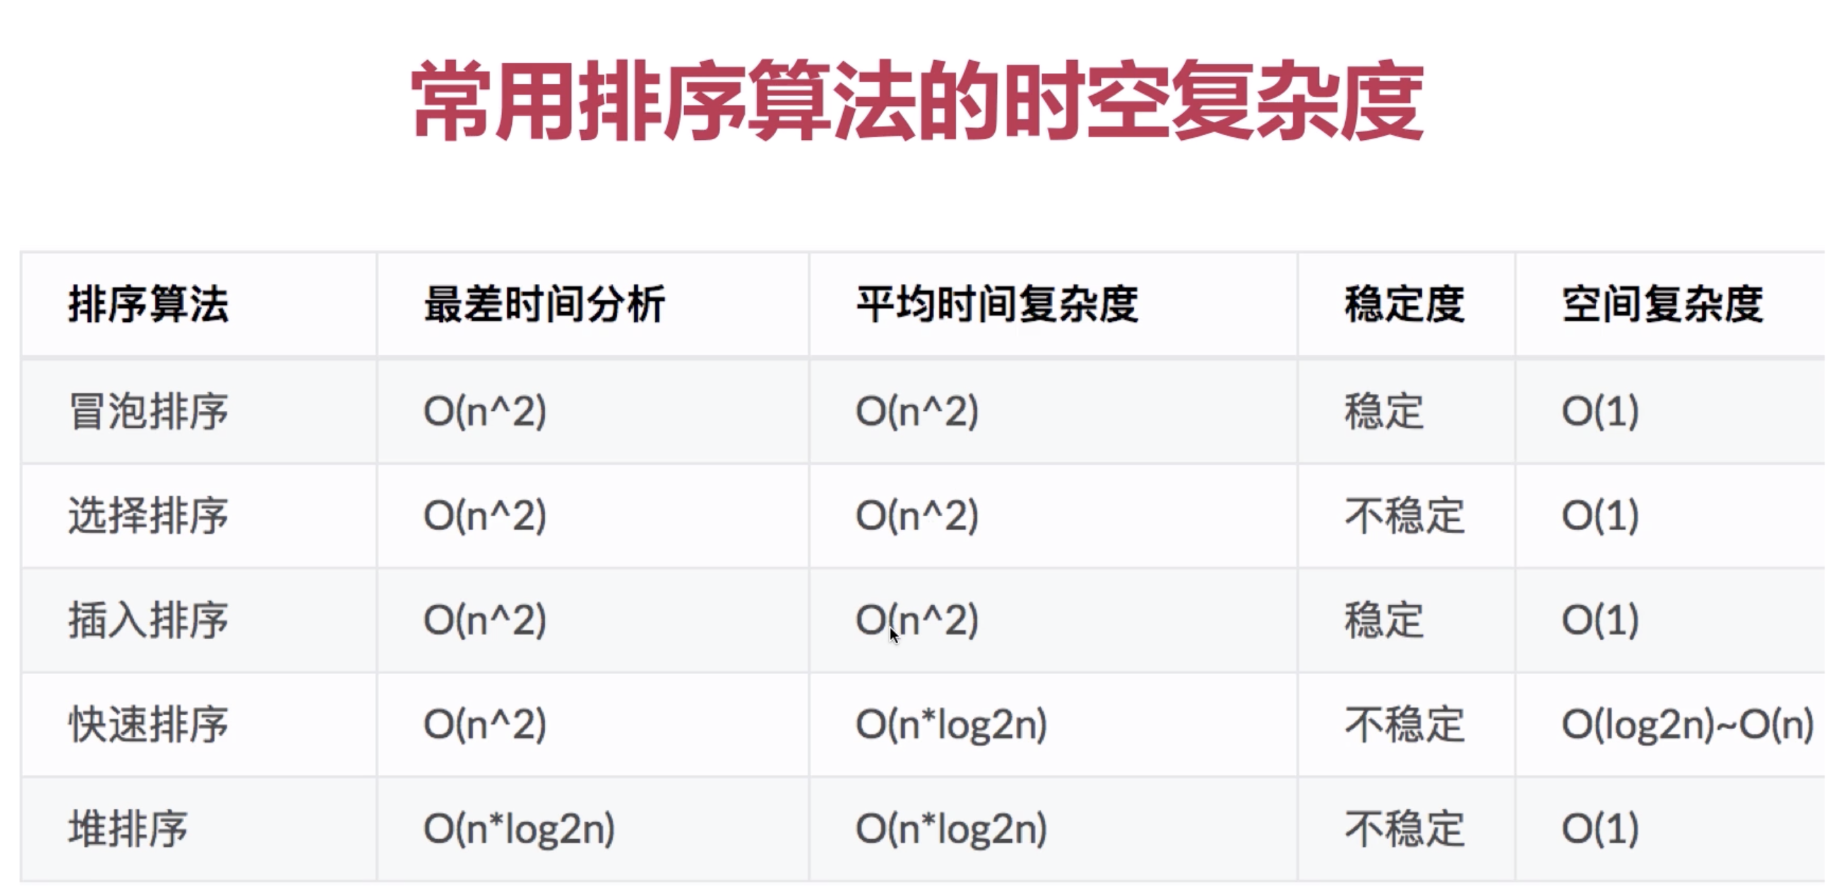 常用排序算法的时空复杂度
排序算法 最差时间分析 平均时间复杂度 稳定度 空间复杂度
冒泡排序 O(n^2) O(n^2) 稳定 O(1)
选择排序 O(n^2) O(n^2) 不稳定 O(1)
插入排序 O(n^2) O(n^2) 稳定 O(1)
快速排序 O(n^2) O(n*log2n) 不稳定 O(log2n)~O(n)
堆排序 O(n*log2n) O(n*log2n) 不稳定 O(1)